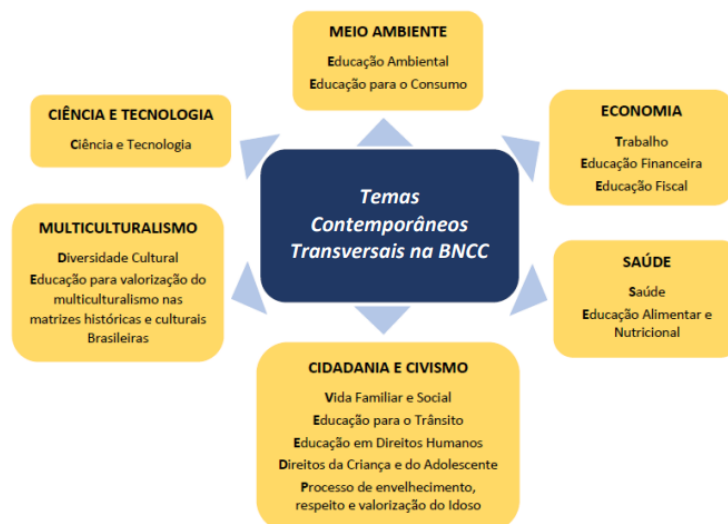 MEIO AMBIENTE
Educação Ambiental
Educação para o Consumo
CIÊNCIA E TECNOLOGIA
Ciência e Tecnologia
ECONOMIA
Trabalho
Educação Financeira
Educação Fiscal
Temas
Contemporâneos
Transversais na BNCC
MULTICULTURALISMO
Diversidade Cultural
Educação para valorização do
multiculturalismo nas
matrizes históricas e culturais
Brasileiras
SAÚDE
Saúde
Educação Alimentar e
Nutricional
CIDADANIA E CIVISMO
Vida Familiar e Social
Educação para o Trânsito
Educação em Direitos Humanos
Direitos da Criança e do Adolescente
Processo de envelhecimento,
respeito e valorização do Idoso